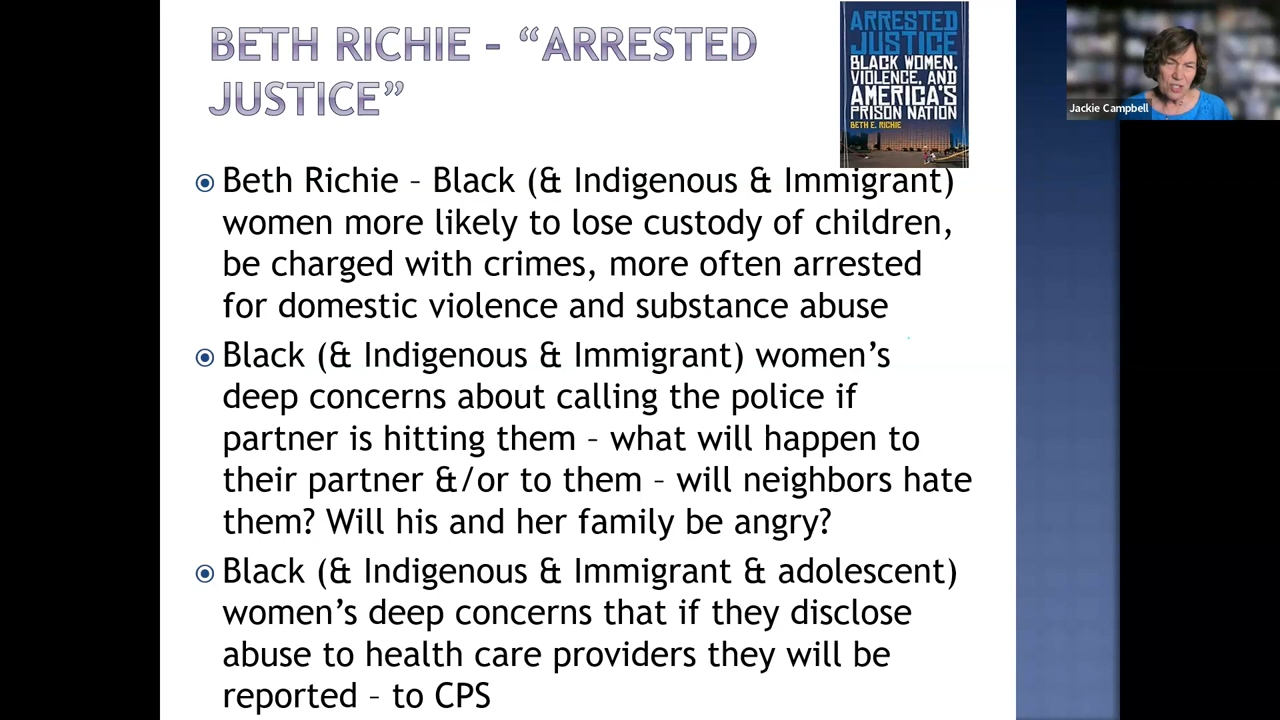 BETH RICHIE – “ARRESTED
JUSTICE”
ARRESTED
JUSTICE
BLACK WOMEN,
VIOLENCE, AND
AMERICA'S
PRISON NATION
BETH E. RICHIE
Jackie Campbell
Beth Richie – Black (& Indigenous & Immigrant)
women more likely to lose custody of children,
be charged with crimes, more often arrested
for domestic violence and substance abuse
Black (& Indigenous & Immigrant) women’s
deep concerns about calling the police if
partner is hitting them – what will happen to
their partner &/or to them – will neighbors hate
them? Will his and her family be angry?
Black (& Indigenous & Immigrant & adolescent)
women’s deep concerns that if they disclose
abuse to health care providers they will be
reported – to CPS